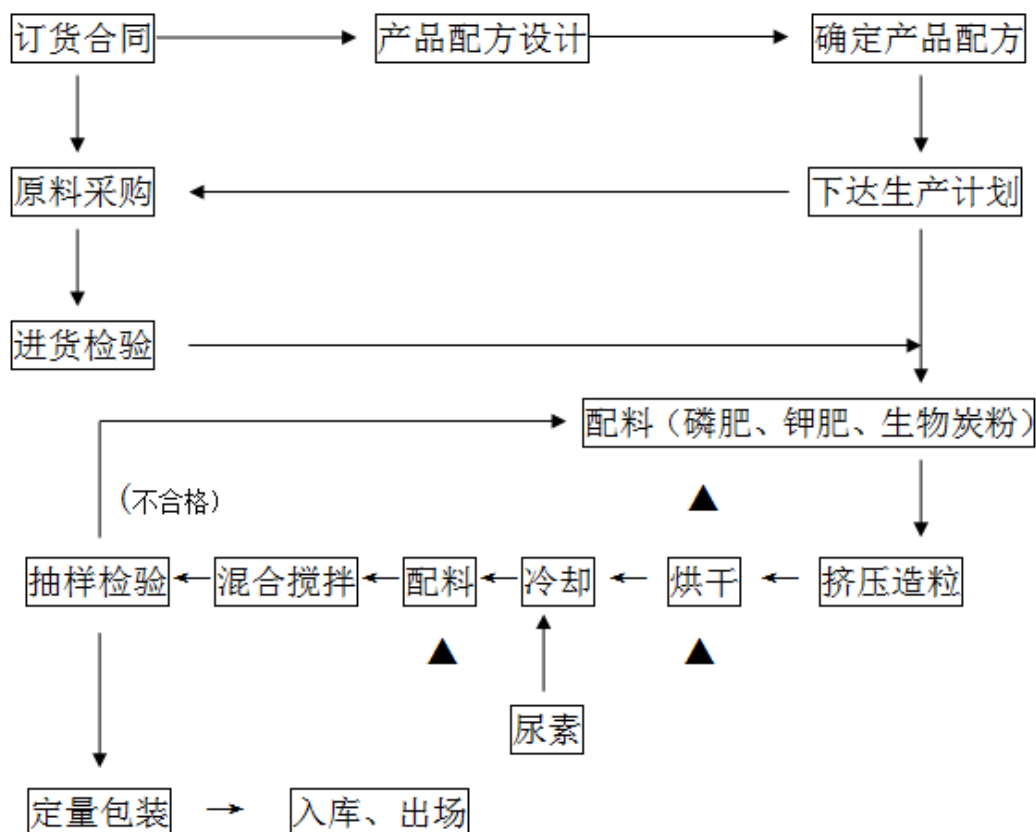 订货合同
产品配方设计
确定产品配方
原料采购
下达生产计划
进货检验
配料（磷肥、钾肥、生物炭粉）
(不合格)
抽样检验
混合搅拌
配料
冷却
烘干
挤压造粒
尿素
定量包装
入库、出场